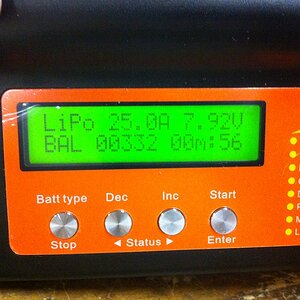 LiPo 25.0A 7.92V
BAL 00332 00m:56
Batt type Dec Inc Start
Stop ◄ Status ► Enter